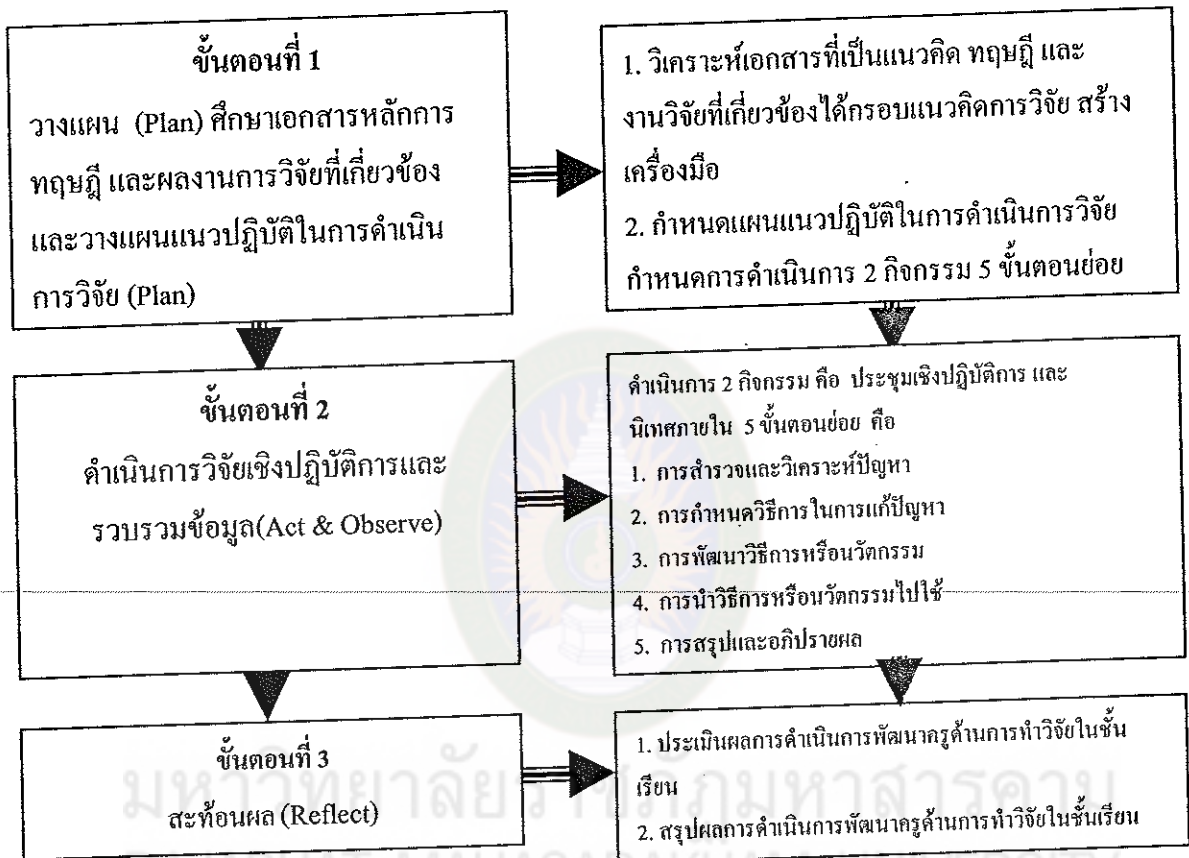 ขั้นตอนที่ 1
วางแผน (Plan) ศึกษาเอกสารหลักการ
ทฤษฎี และผลงานการวิจัยที่เกี่ยวข้อง
และวางแผนแนวปฏิบัติในการดำเนิน
การวิจัย (Plan)
1. วิเคราะห์เอกสารที่เป็นแนวคิด ทฤษฎี และ
งานวิจัยที่เกี่ยวข้องได้กรอบแนวคิดการวิจัย สร้าง
เครื่องมือ
2. กำหนดแผนแนวปฏิบัติในการดำเนินการวิจัย
กำหนดการดำเนินการ 2 กิจกรรม 5 ขั้นตอนย่อย
ขั้นตอนที่ 2
ดำเนินการวิจัยเชิงปฏิบัติการและ
รวบรวมข้อมูล(Act & Observe)
ดำเนินการ 2 กิจกรรม คือ ประชุมเชิงปฏิบัติการ และ
นิเทศภายใน 5 ขั้นตอนย่อย คือ
1. การสำรวจและวิเคราะห์ปัญหา
2. การกำหนดวิธีการในการแก้ปัญหา
3. การพัฒนาวิธีการหรือนวัตกรรม
4. การนำวิธีการหรือนวัตกรรมไปใช้
5. การสรุปและอภิปรายผล
ขั้นตอนที่ 3
สะท้อนผล (Reflect)
1. ประเมินผลการดำเนินการพัฒนาครูด้านการทำวิจัยในชั้น
เรียน
2. สรุปผลการดำเนินการพัฒนาครูด้านการทำวิจัยในชั้นเรียน
มหาวิทยาลัยราชภัฏมหาสารคาม